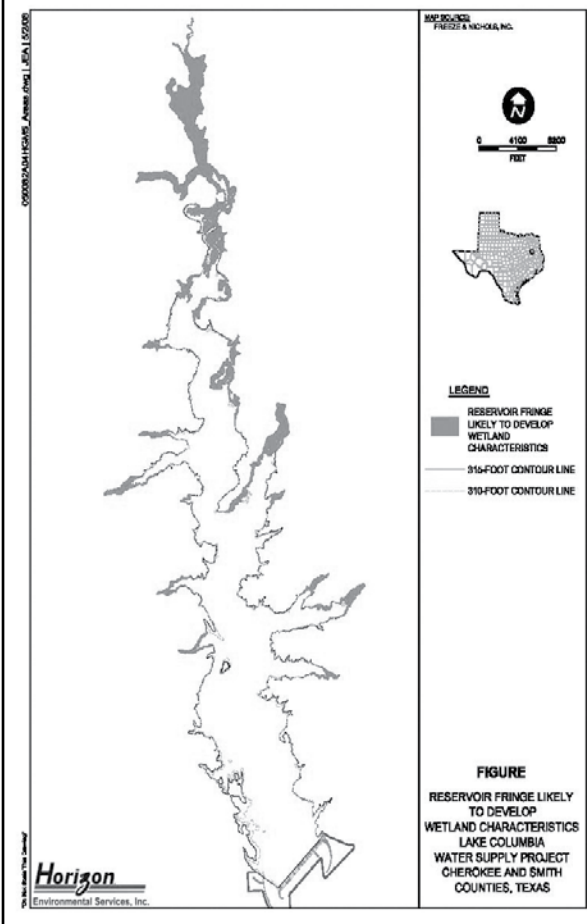 MAP SOURCE:
FREEZE & NICHOLS, INC.
N
0 4100 8200
FEET
LEGEND
RESERVOIR FRINGE
LIKELY TO DEVELOP
WETLAND
CHARACTERISTICS
315-FOOT CONTOUR LINE
310-FOOT CONTOUR LINE
FIGURE
RESERVOIR FRINGE LIKELY
TO DEVELOP
WETLAND CHARACTERISTICS
LAKE COLUMBIA
WATER SUPPLY PROJECT
CHEROKEE AND SMITH
COUNTIES, TEXAS
Horizon
Environmental Services, Inc.